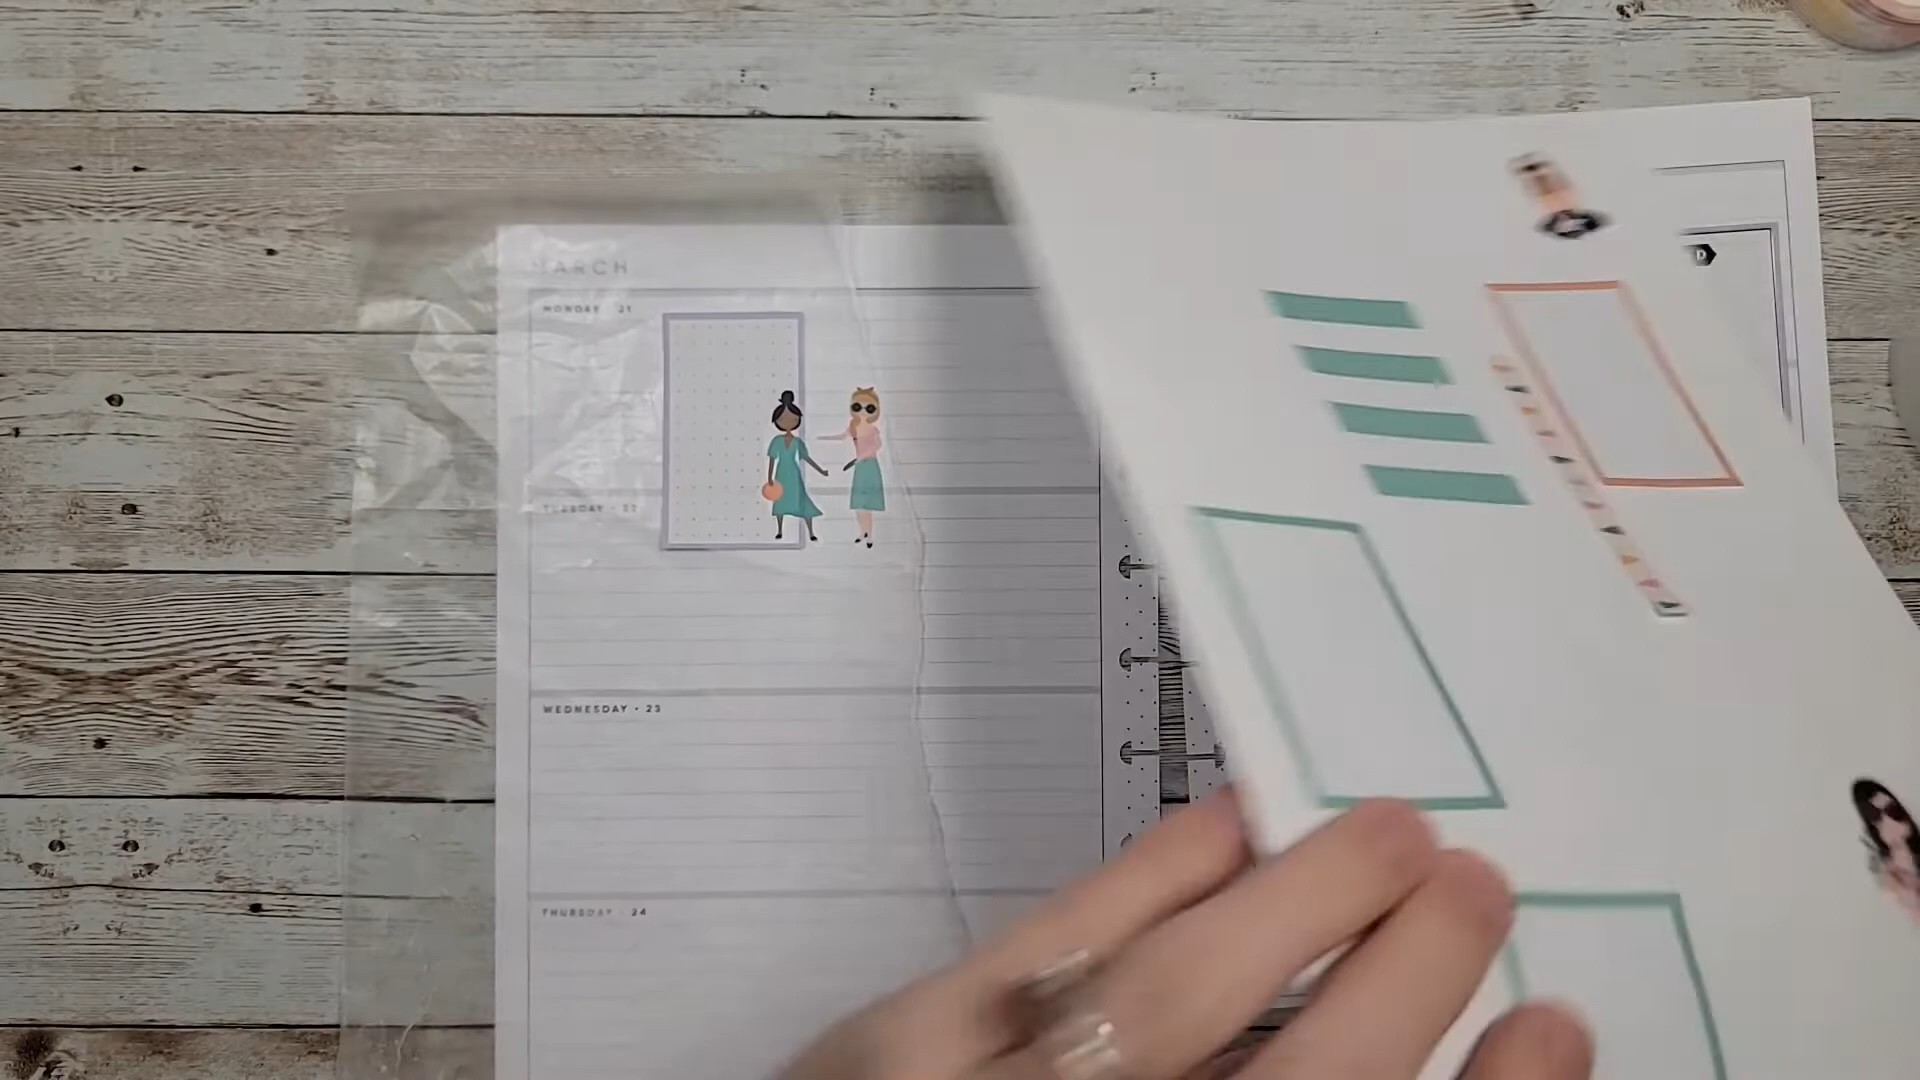 MARCH
MONDAY · 21
TUESDAY · 22
WEDNESDAY · 23
THURSDAY · 24
D